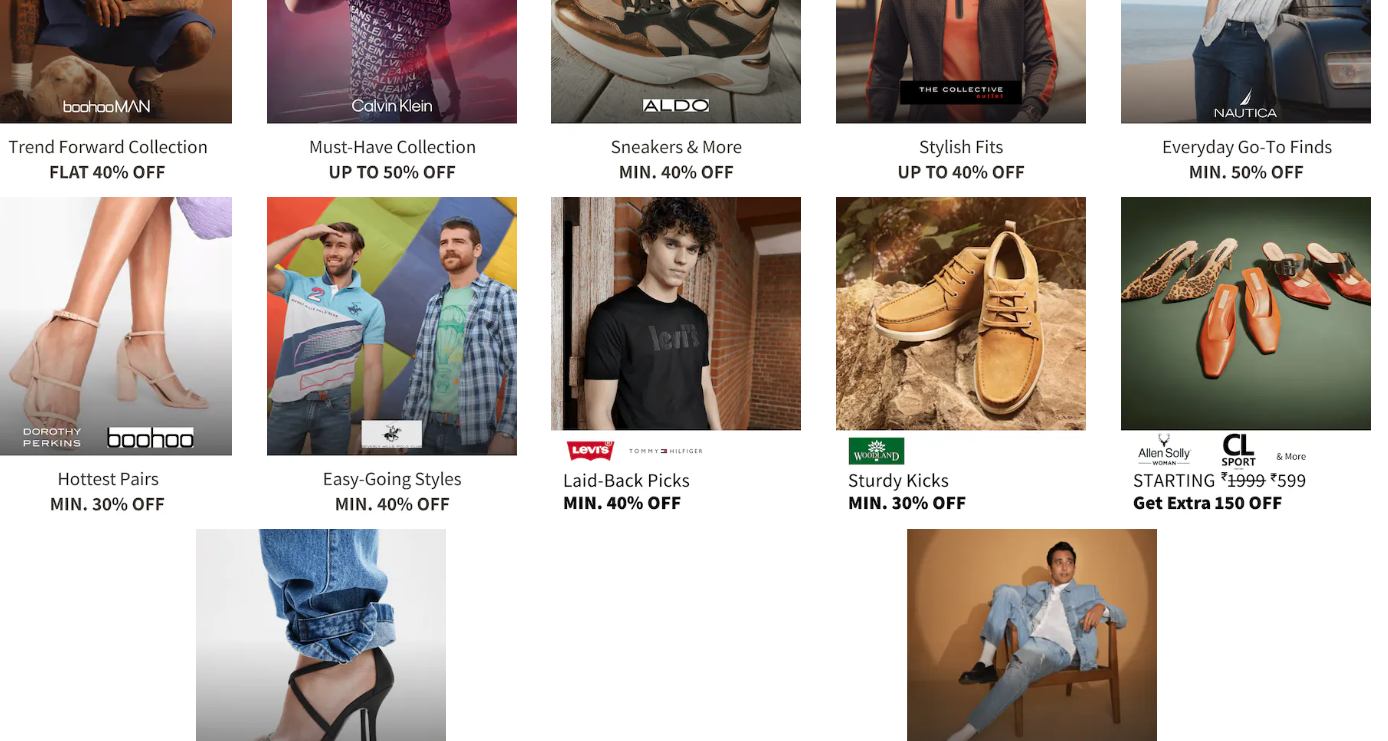 boohooMAN
Calvin Klein
ALDO
THE COLLECTIVE
outlet
NAUTICA
Trend Forward Collection
FLAT 40% OFF
Must-Have Collection
UP TO 50% OFF
Sneakers & More
MIN. 40% OFF
Stylish Fits
UP TO 40% OFF
Everyday Go-To Finds
MIN. 50% OFF
2
levi's
DOROTHY
PERKINS
boohoo
LEVI'S
TOMMY HILFIGER
WOODLAND
Allen Solly
WOMAN
CL
SPORT
& More
Hottest Pairs
MIN. 30% OFF
Easy-Going Styles
MIN. 40% OFF
Laid-Back Picks
MIN. 40% OFF
Sturdy Kicks
MIN. 30% OFF
STARTING ₹1999 ₹599
Get Extra 150 OFF